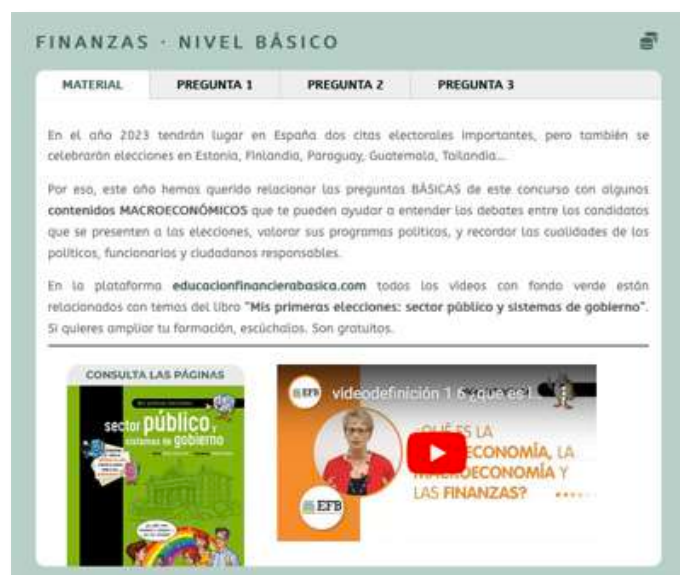 FINANZAS · NIVEL BÁSICO
MATERIAL PREGUNTA 1 PREGUNTA 2 PREGUNTA 3
En el año 2023 tendrán lugar en España dos citas electorales importantes, pero también se
celebrarán elecciones en Estonia, Finlandia, Paraguay, Guatemala, Tailandia...
Por eso, este año hemos querido relacionar las preguntas BÁSICAS de este concurso con algunos
contenidos MACROECONÓMICOS que te pueden ayudar a entender los debates entre los candidatos
que se presenten a las elecciones, valorar sus programas políticos, y recordar las cualidades de los
políticos, funcionarios y ciudadanos responsables.
En la plataforma educacionfinancierabasica.com todos los videos con fondo verde están
relacionados con temas del libro "Mis primeras elecciones: sector público y sistemas de gobierno".
Si quieres ampliar tu formación, escúchalos. Son gratuitos.
CONSULTA LAS PÁGINAS
sector público y
sistemas de gobierno
EFB videodefinición 1 6 ¿que es l...
¿QUÉ ES LA
ECONOMÍA, LA
ECONOMÍA Y
LAS FINANZAS?
EFB